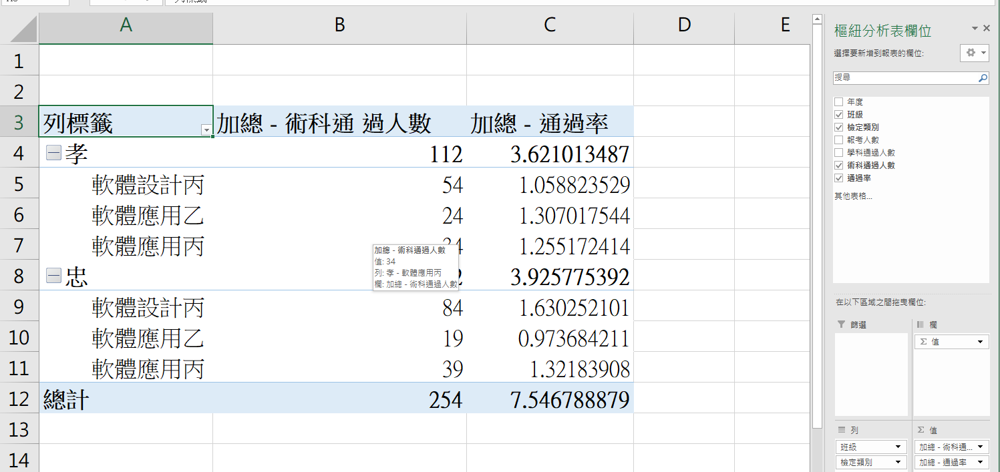 A B C D E
1
2
3 列標籤 加總 - 術科通 過人數 加總 - 通過率
4 孝 112 3.621013487
5 軟體設計丙 54 1.058823529
6 軟體應用乙 24 1.307017544
7 軟體應用丙 34 1.255172414
8 忠 2 3.925775392
9 軟體設計丙 84 1.630252101
10 軟體應用乙 19 0.973684211
11 軟體應用丙 39 1.32183908
12 總計 254 7.546788879
13
14
加總 - 術科通過人數
值: 34
列: 孝 - 軟體應用丙
欄: 加總 - 術科通過人數
樞紐分析表欄位
選擇要新增到報表的欄位:
搜尋
年度
班級
檢定類別
報考人數
學科通過人數
術科通過人數
通過率
其他表格...
在以下區域之間拖曳欄位:
篩選
欄
Σ 值
列
班級
檢定類別
Σ 值
加總 - 術科通...
加總 - 通過率